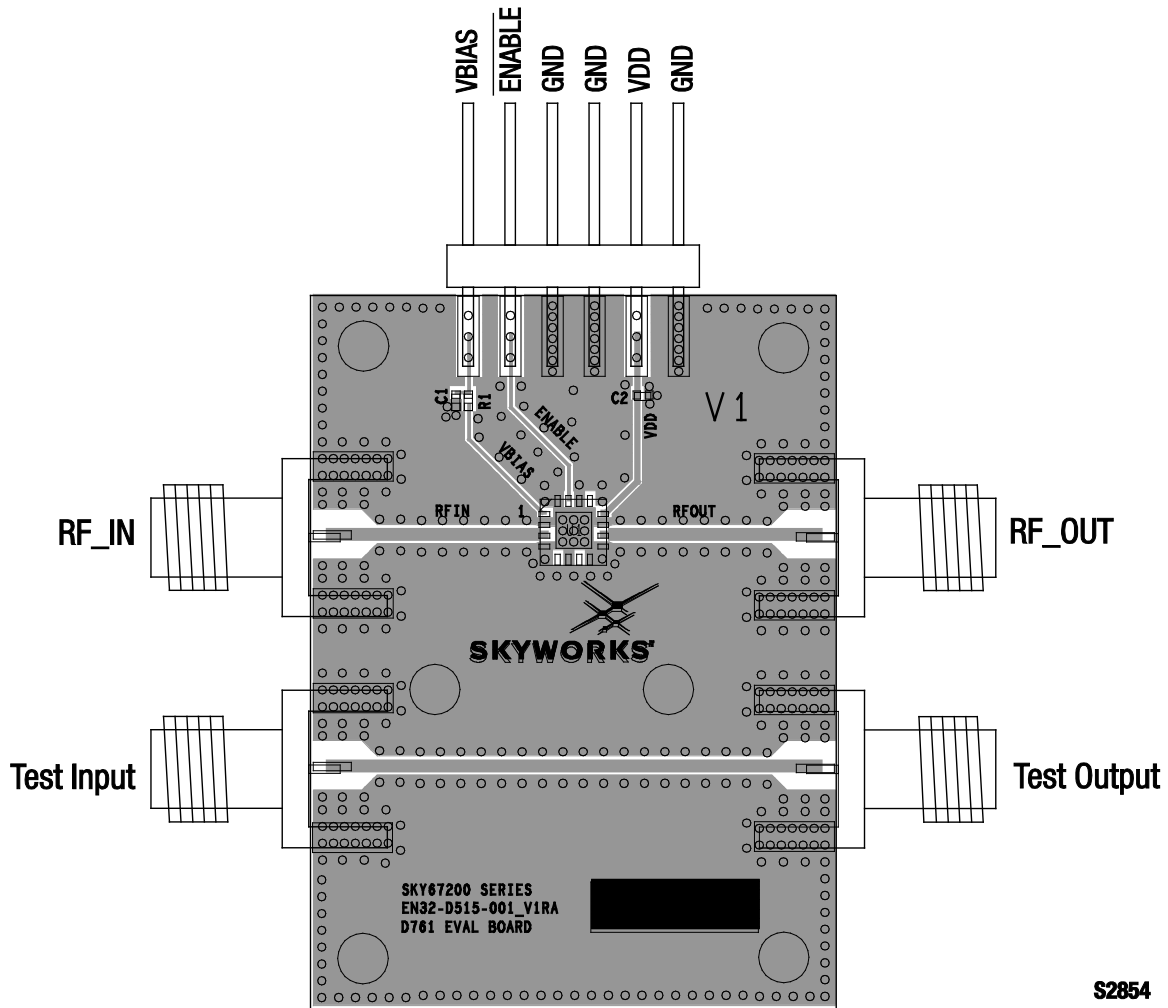 VBIAS
ENABLE
GND
GND
VDD
GND
C1
R1
C2
V1
ENABLE
VDD
VBIAS
RFIN
1
RFOUT
RF_IN
RF_OUT
SKYWORKS
Test Input
Test Output
SKY67200 SERIES
EN32-D515-001_V1RA
D761 EVAL BOARD
S2854